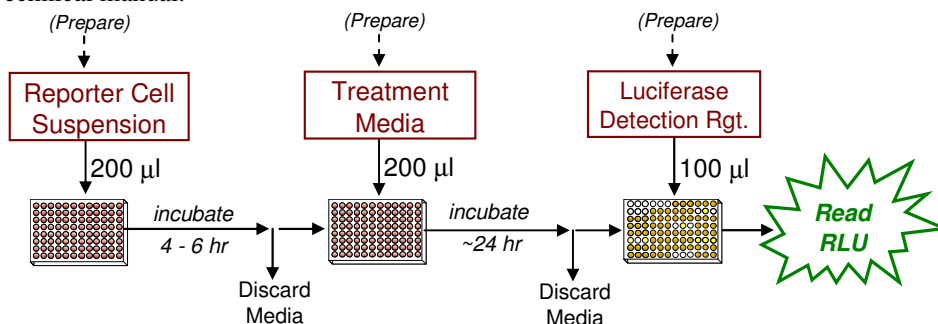 (Prepare)
(Prepare)
(Prepare)
Reporter Cell
Suspension
Treatment
Media
Luciferase
Detection Rgt.
200 µl
200 µl
100 µl
incubate
4 - 6 hr
incubate
~24 hr
Read
RLU
Discard
Media
Discard
Media